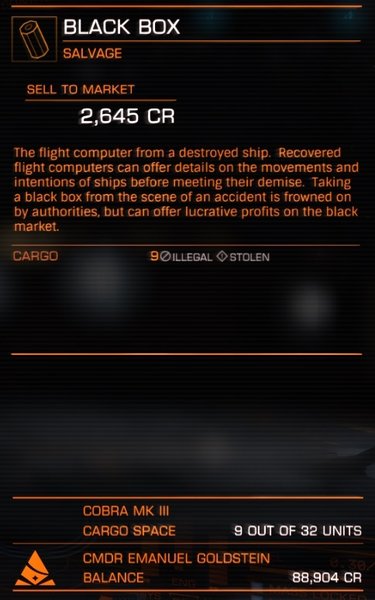 BLACK BOX
SALVAGE
SELL TO MARKET
2,645 CR
The flight computer from a destroyed ship. Recovered
flight computers can offer details on the movements and
intentions of ships before meeting their demise. Taking
a black box from the scene of an accident is frowned on
by authorities, but can offer lucrative profits on the black
market.
CARGO 9 ILLEGAL STOLEN
COBRA MK III
CARGO SPACE 9 OUT OF 32 UNITS
CMDR EMANUEL GOLDSTEIN
BALANCE 88,904 CR